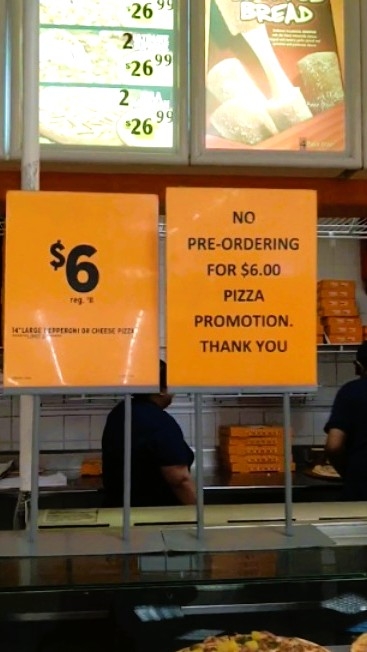 $26 99
2
$26 99
2
$26 99
BREAD
$6
reg. $11
14" LARGE PEPPERONI OR CHEESE PIZZA
NO
PRE-ORDERING
FOR $6.00
PIZZA
PROMOTION.
THANK YOU